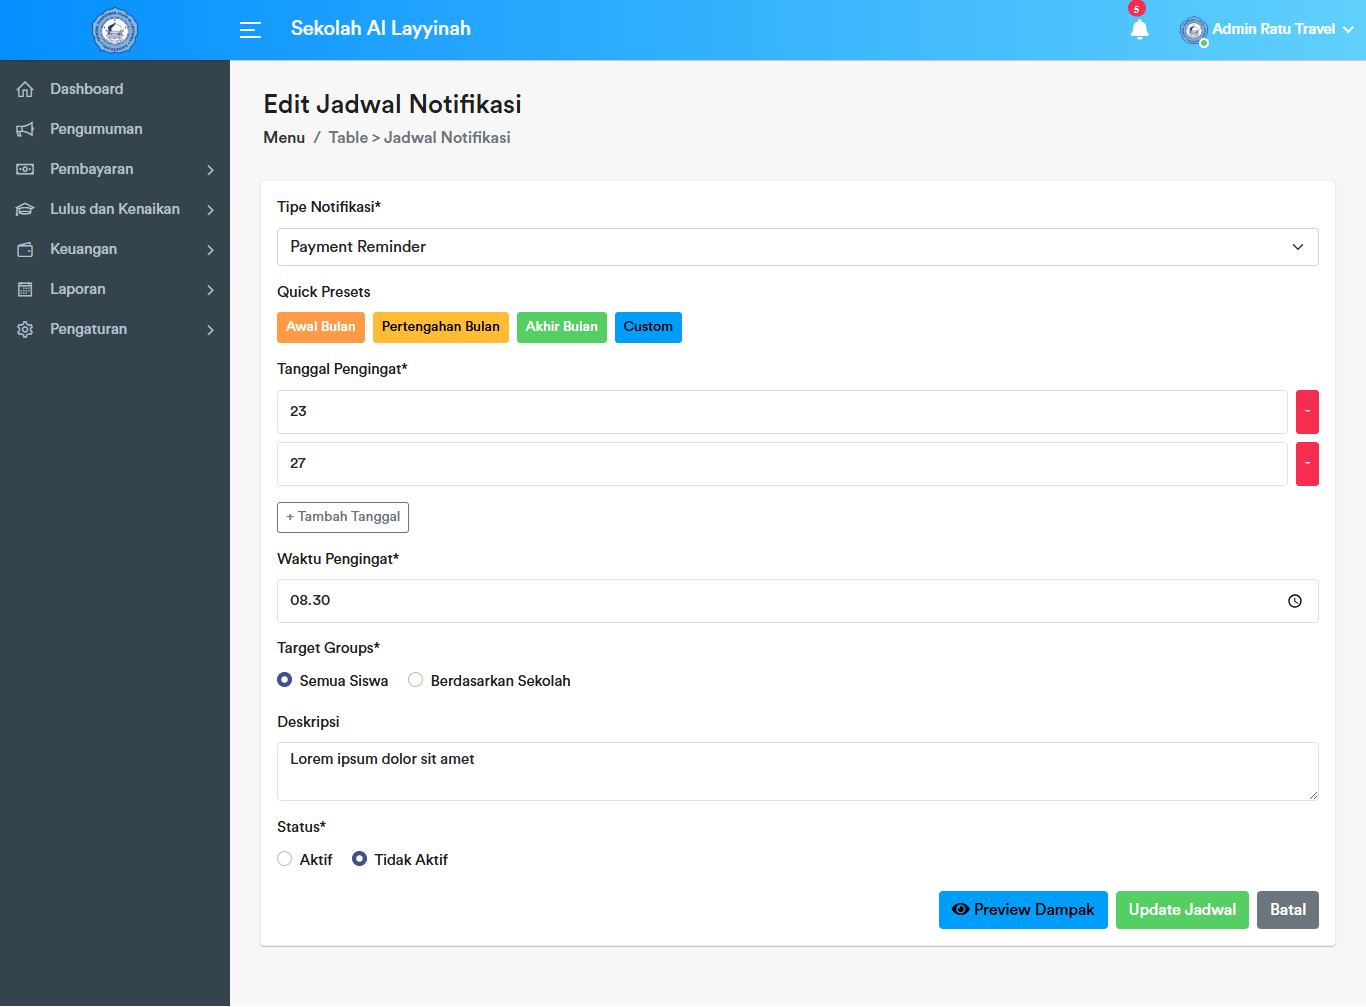 Sekolah Al Layyinah
5
Admin Ratu Travel
Dashboard
Pengumuman
Pembayaran
Lulus dan Kenaikan
Keuangan
Laporan
Pengaturan
Edit Jadwal Notifikasi
Menu / Table > Jadwal Notifikasi
Tipe Notifikasi*
Payment Reminder
Quick Presets
Awal Bulan Pertengahan Bulan Akhir Bulan Custom
Tanggal Pengingat*
23 -
27 -
+ Tambah Tanggal
Waktu Pengingat*
08.30
Target Groups*
Semua Siswa Berdasarkan Sekolah
Deskripsi
Lorem ipsum dolor sit amet
Status*
Aktif Tidak Aktif
Preview Dampak Update Jadwal Batal